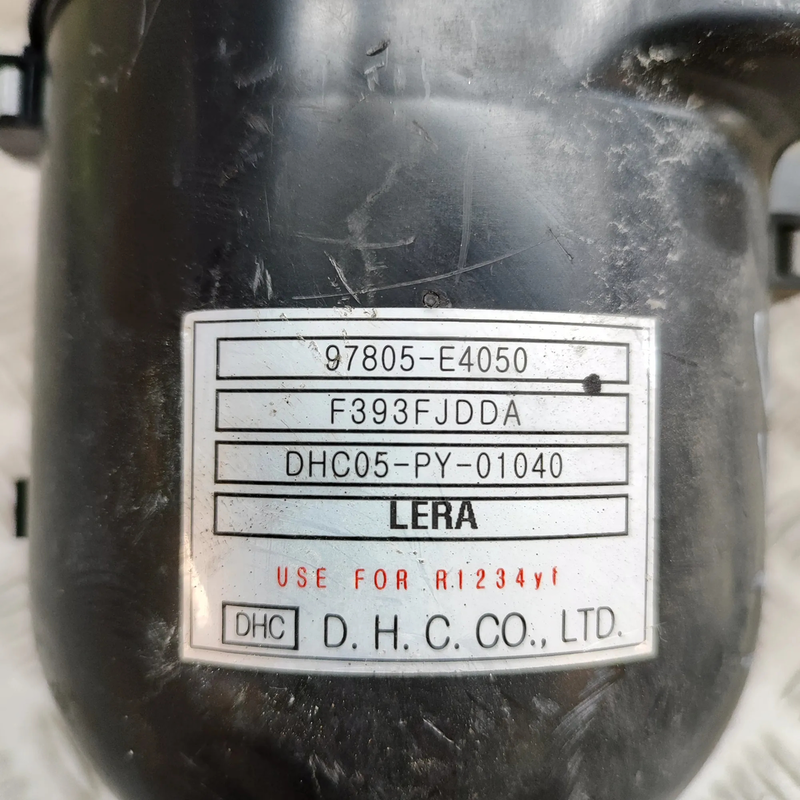 97805-E4050
F393FJDDA
DHC05-PY-01040
LERA
USE FOR R1234yf
DHC D. H. C. CO., LTD.